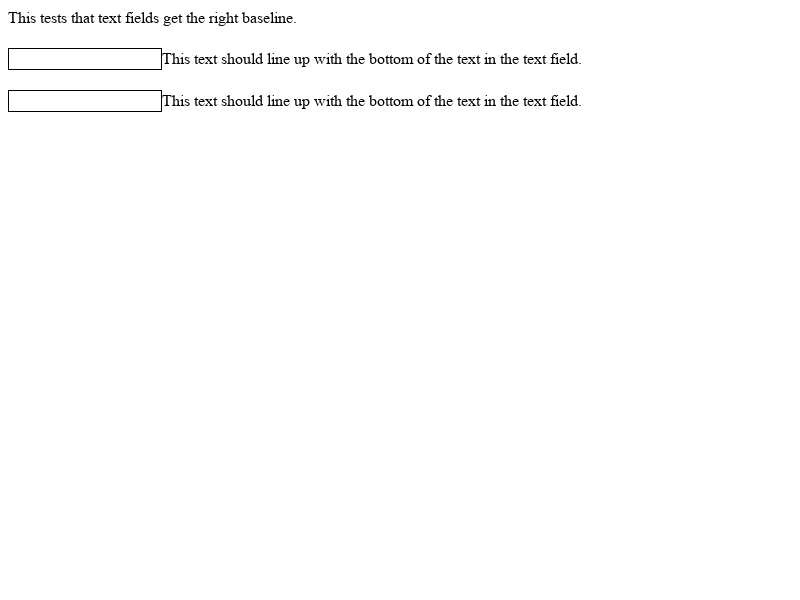 This tests that text fields get the right baseline.
This text should line up with the bottom of the text in the text field.
This text should line up with the bottom of the text in the text field.